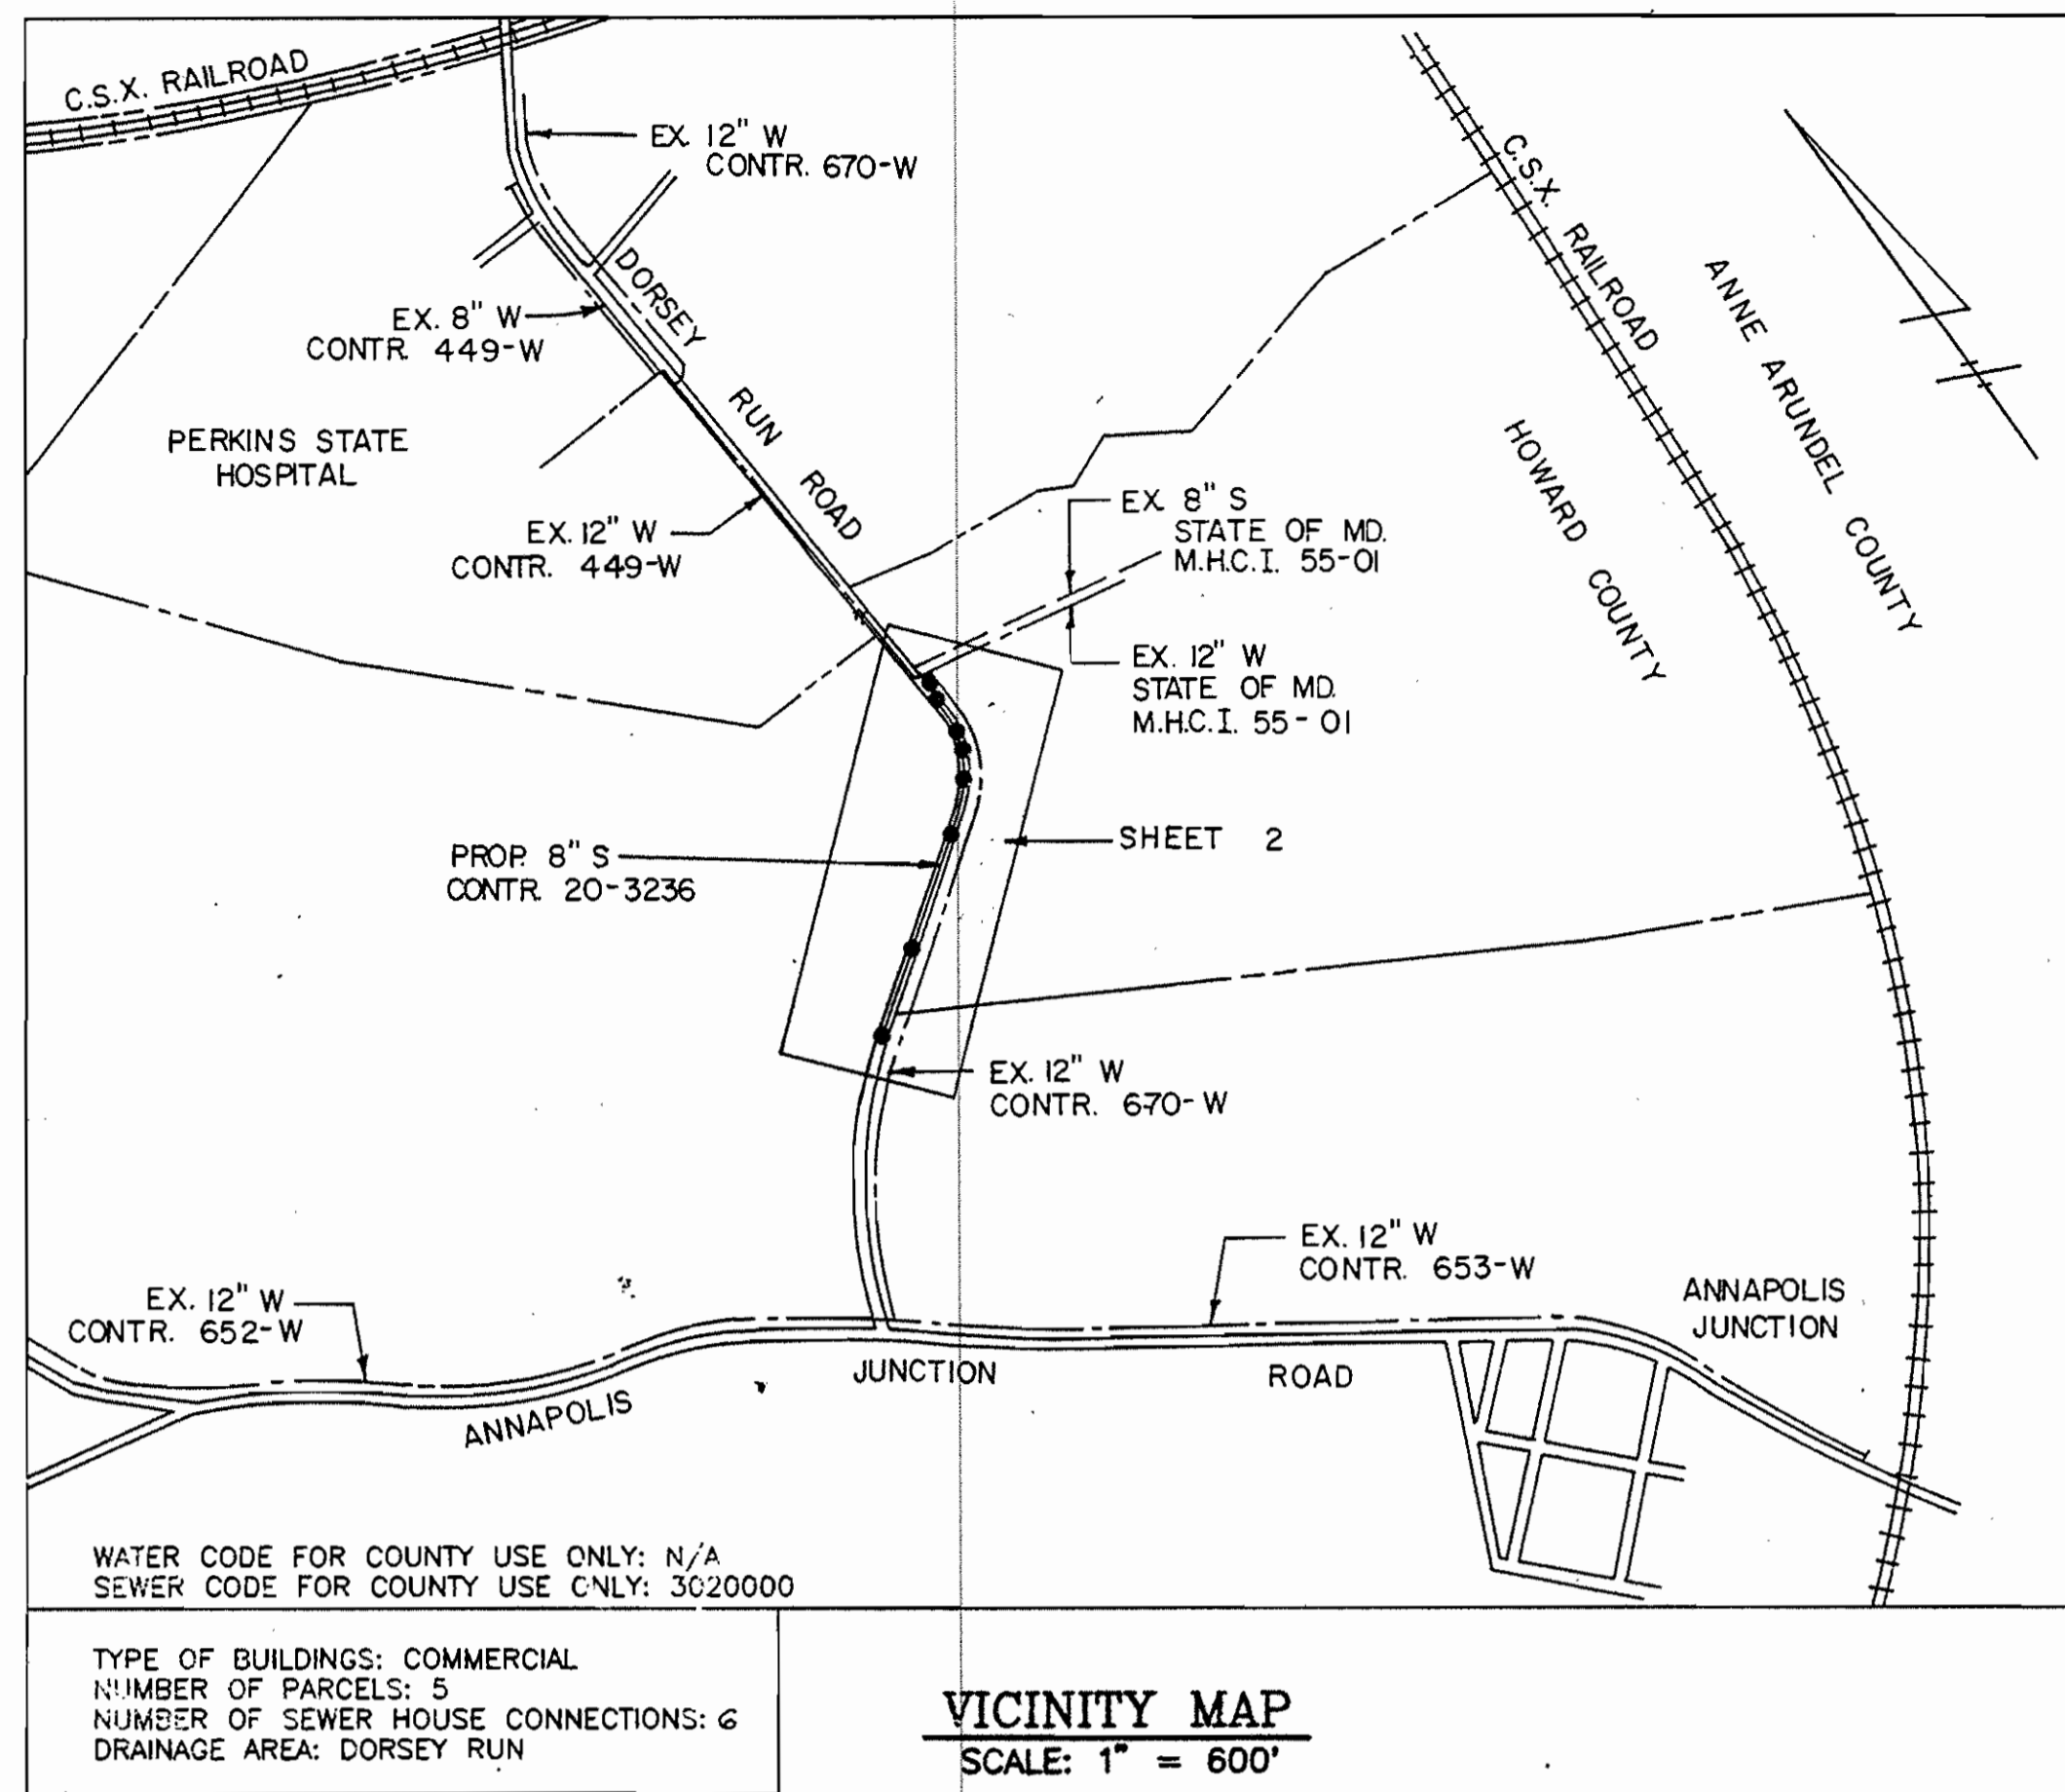 C.S.X. RAILROAD
EX. 12" W
CONTR. 670-W
C.S.X. RAILROAD
DORSEY RUN ROAD
ANNE ARUNDEL COUNTY
HOWARD COUNTY
EX. 8" W
CONTR. 449-W
PERKINS STATE
HOSPITAL
EX. 12" W
CONTR. 449-W
EX. 8" S
STATE OF MD.
M.H.C.I. 55-01
EX. 12" W
STATE OF MD.
M.H.C.I. 55-01
SHEET 2
PROP. 8" S
CONTR. 20-3236
EX. 12" W
CONTR. 670-W
EX. 12" W
CONTR. 653-W
ANNAPOLIS
JUNCTION
EX. 12" W
CONTR. 652-W
ANNAPOLIS JUNCTION ROAD
WATER CODE FOR COUNTY USE ONLY: N/A
SEWER CODE FOR COUNTY USE ONLY: 3020000
TYPE OF BUILDINGS: COMMERCIAL
NUMBER OF PARCELS: 5
NUMBER OF SEWER HOUSE CONNECTIONS: 6
DRAINAGE AREA: DORSEY RUN
VICINITY MAP
SCALE: 1" = 600'